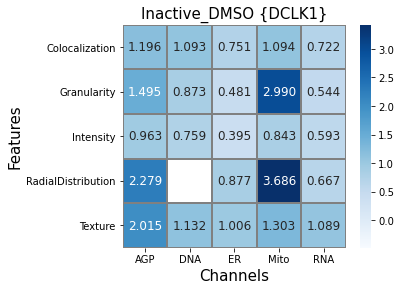 Inactive_DMSO {DCLK1}
Features
Colocalization 1.196 1.093 0.751 1.094 0.722
Granularity 1.495 0.873 0.481 2.990 0.544
Intensity 0.963 0.759 0.395 0.843 0.593
RadialDistribution 2.279 0.877 3.686 0.667
Texture 2.015 1.132 1.006 1.303 1.089
AGP DNA ER Mito RNA
Channels
3.0
2.5
2.0
1.5
1.0
0.5
0.0